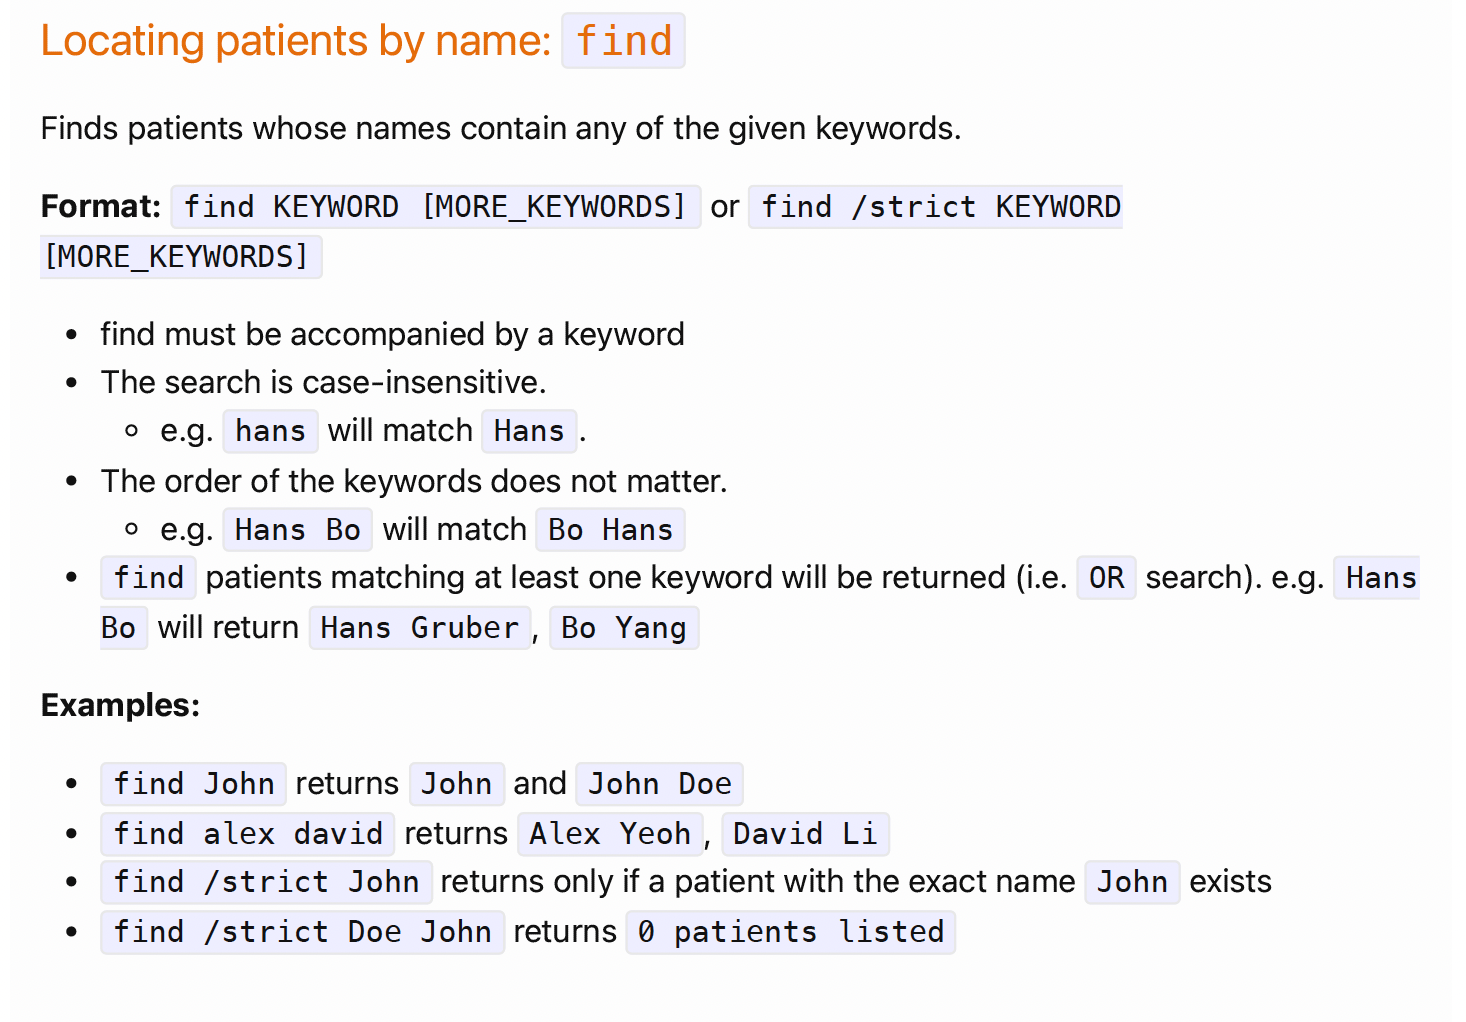 Locating patients by name: find
Finds patients whose names contain any of the given keywords.
Format: find KEYWORD [MORE_KEYWORDS] or find /strict KEYWORD
[MORE_KEYWORDS]
• find must be accompanied by a keyword
• The search is case-insensitive.
◦ e.g. hans will match Hans.
• The order of the keywords does not matter.
◦ e.g. Hans Bo will match Bo Hans
• find patients matching at least one keyword will be returned (i.e. OR search). e.g. Hans
Bo will return Hans Gruber, Bo Yang
Examples:
• find John returns John and John Doe
• find alex david returns Alex Yeoh, David Li
• find /strict John returns only if a patient with the exact name John exists
• find /strict Doe John returns 0 patients listed